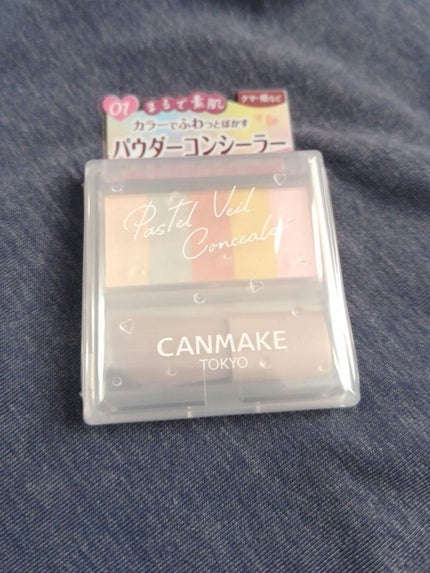 01
まるで素肌
クマ・頬など
カラーでふわっとぼかす
パウダーコンシーラー
Pastel Veil
Concealer
CANMAKE
TOKYO